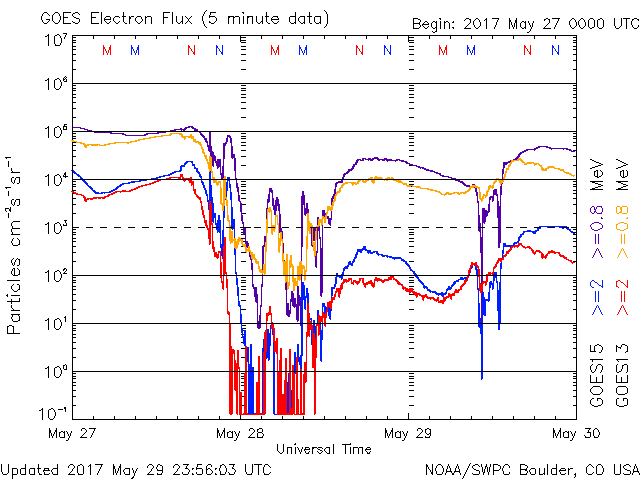 GOES Electron Flux (5 minute data)
Begin: 2017 May 27 0000 UTC
M M N N M M N N M M N N
10⁷
10⁶
10⁵
10⁴
10³
10²
10¹
10⁰
10⁻¹
Particles cm⁻²s⁻¹sr⁻¹
May 27 May 28 May 29 May 30
Universal Time
GOES15 >=2 >=0.8 MeV
GOES13 >=2 >=0.8 MeV
Updated 2017 May 29 23:56:03 UTC
NOAA/SWPC Boulder, CO USA